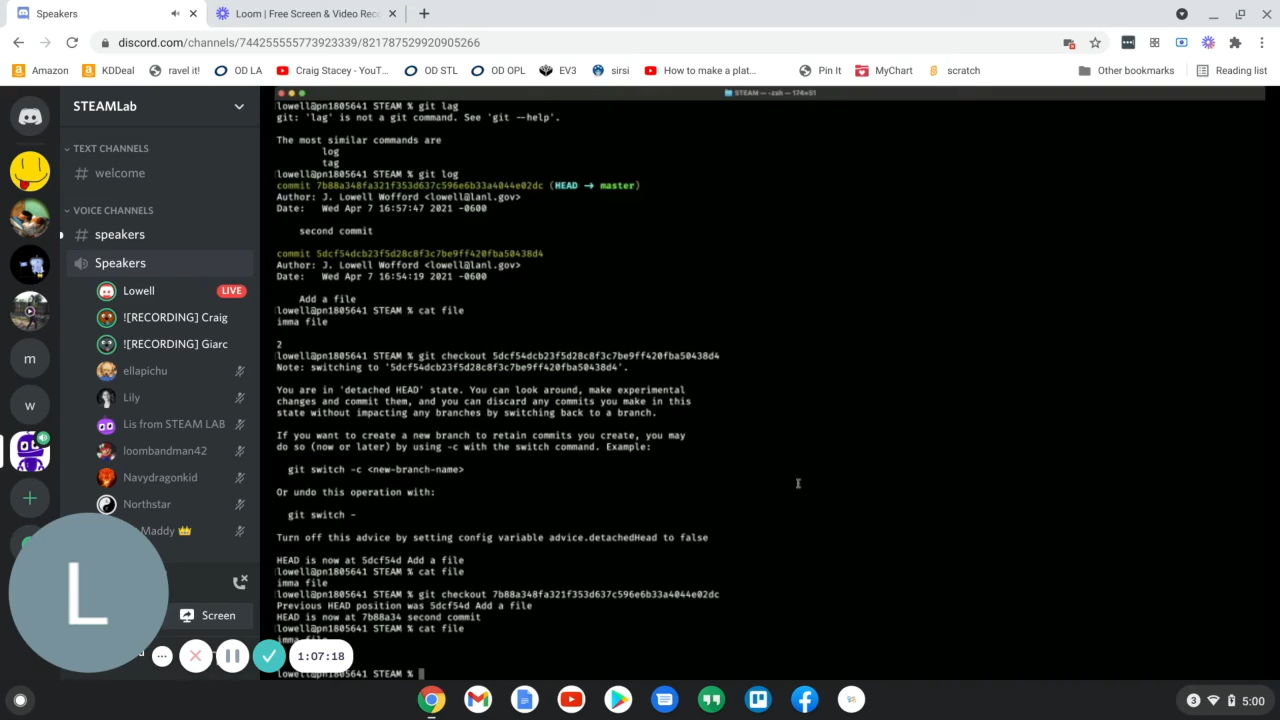 Speakers
Loom | Free Screen & Video Rec
discord.com/channels/744255555773923339/821787529920905266
Amazon
KDDeal
ravel it!
OD LA
Craig Stacey - YouT...
OD STL
OD OPL
EV3
sirsi
How to make a plat...
Pin It
MyChart
scratch
Other bookmarks
Reading list
STEAMLab
TEXT CHANNELS
# welcome
VOICE CHANNELS
# speakers
Speakers
Lowell LIVE
![RECORDING] Craig
![RECORDING] Giarc
ellapichu
Lily
Lis from STEAM LAB
loombandman42
Navydragonkid
Northstar
Maddy
m
w
L
Screen
1:07:18
STEAM — -zsh — 174×51
lowell@pn1805641 STEAM % git lag
git: 'lag' is not a git command. See 'git --help'.
The most similar commands are
log
tag
lowell@pn1805641 STEAM % git log
commit 7b88a348fa321f353d637c596e6b33a4044e02dc (HEAD → master)
Author: J. Lowell Wofford <lowell@lanl.gov>
Date: Wed Apr 7 16:57:47 2021 -0600
second commit
commit 5dcf54dcb23f5d28c8f3c7be9ff420fba50438d4
Author: J. Lowell Wofford <lowell@lanl.gov>
Date: Wed Apr 7 16:54:19 2021 -0600
Add a file
lowell@pn1805641 STEAM % cat file
imma file
2
lowell@pn1805641 STEAM % git checkout 5dcf54dcb23f5d28c8f3c7be9ff420fba50438d4
Note: switching to '5dcf54dcb23f5d28c8f3c7be9ff420fba50438d4'.
You are in 'detached HEAD' state. You can look around, make experimental
changes and commit them, and you can discard any commits you make in this
state without impacting any branches by switching back to a branch.
If you want to create a new branch to retain commits you create, you may
do so (now or later) by using -c with the switch command. Example:
git switch -c <new-branch-name>
Or undo this operation with:
git switch -
Turn off this advice by setting config variable advice.detachedHead to false
HEAD is now at 5dcf54d Add a file
lowell@pn1805641 STEAM % cat file
imma file
lowell@pn1805641 STEAM % git checkout 7b88a348fa321f353d637c596e6b33a4044e02dc
Previous HEAD position was 5dcf54d Add a file
HEAD is now at 7b88a34 second commit
lowell@pn1805641 STEAM % cat file
imma file
lowell@pn1805641 STEAM %
3
5:00